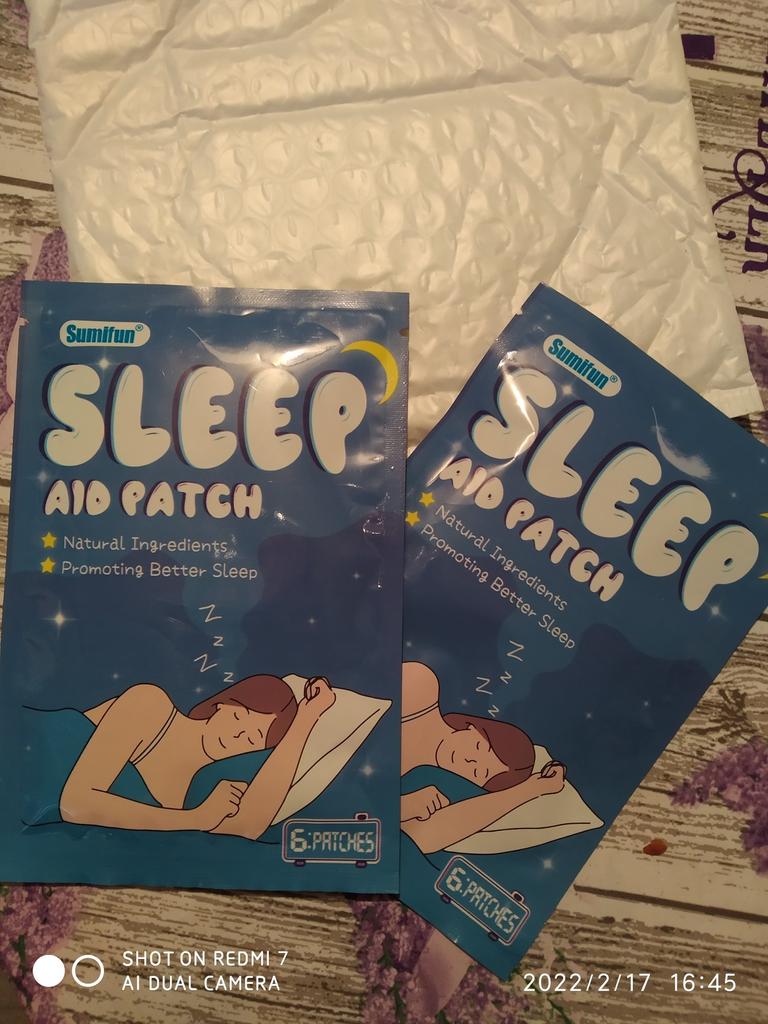 Sumifun®
SLEEP
AID PATCH
Natural Ingredients
Promoting Better Sleep
Z
z
Z
z
6:PATCHES
Sumifun®
SLEEP
AID PATCH
Natural Ingredients
Promoting Better Sleep
Z
z
Z
z
6:PATCHES
SHOT ON REDMI 7
AI DUAL CAMERA
2022/2/17 16:45